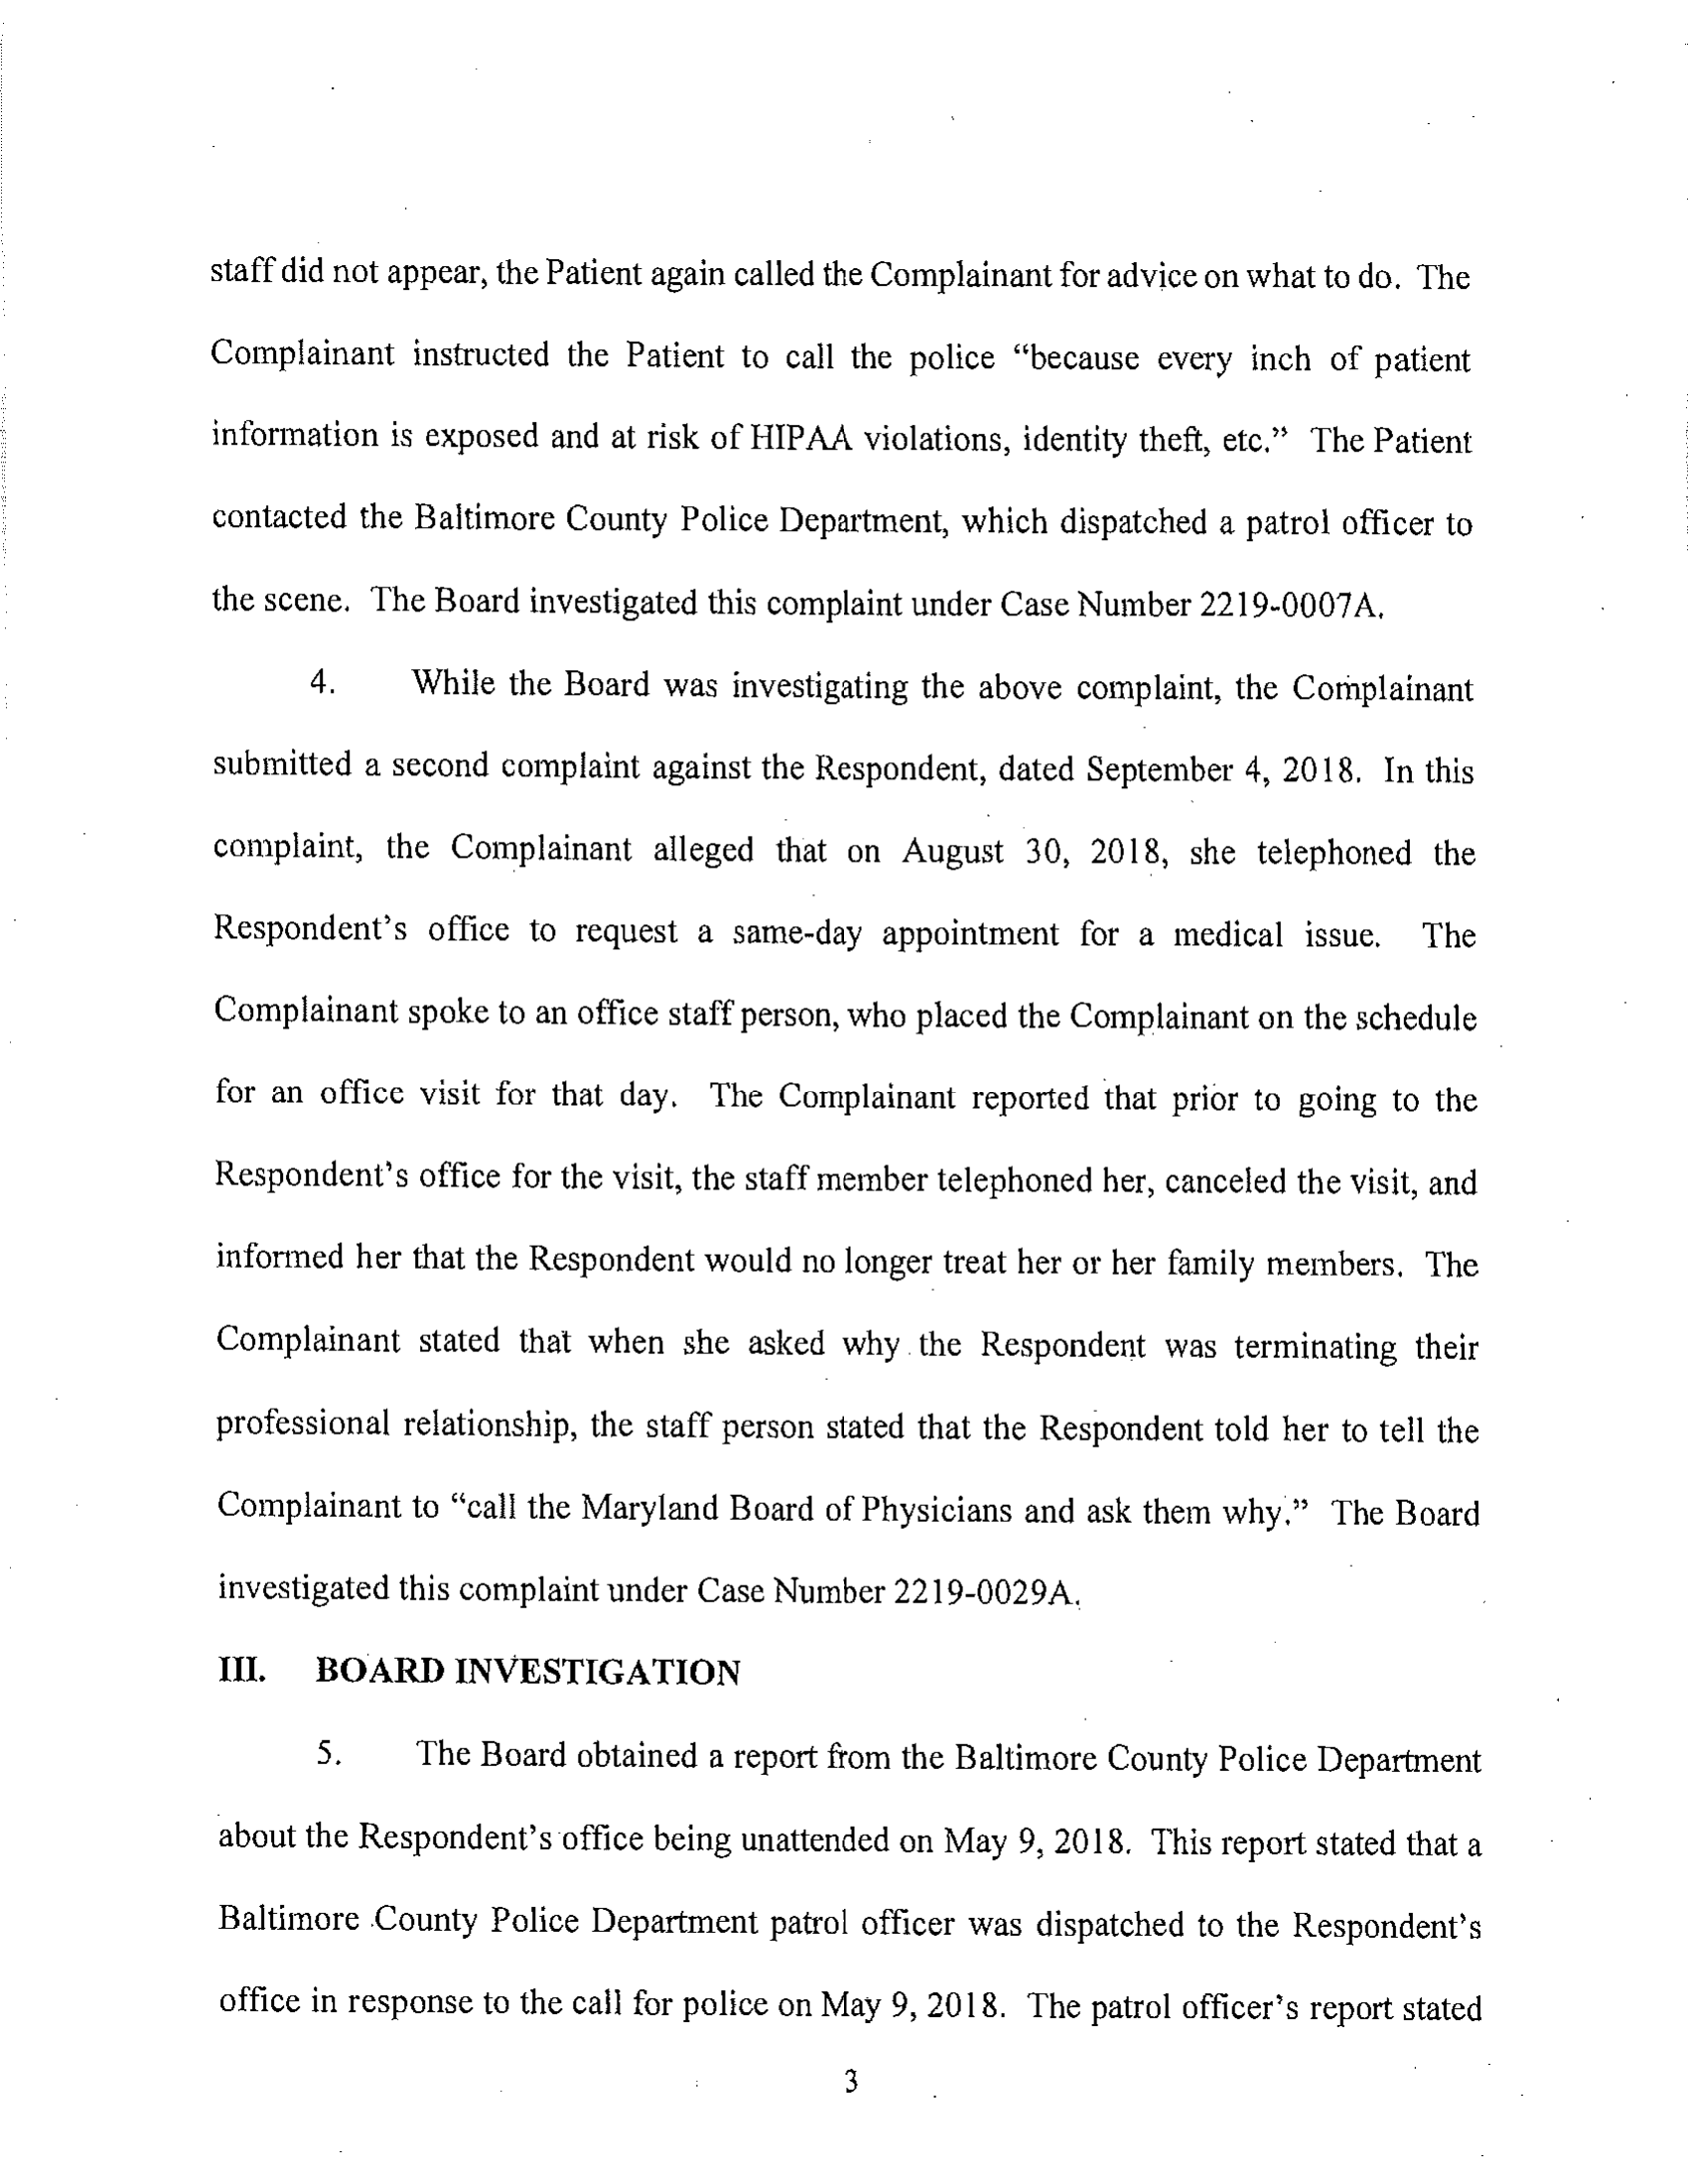 staff did not appear, the Patient again called the Complainant for advice on what to do. The
Complainant instructed the Patient to call the police “because every inch of patient
information is exposed and at risk of HIPAA violations, identity theft, etc.” The Patient
contacted the Baltimore County Police Department, which dispatched a patrol officer to
the scene. The Board investigated this complaint under Case Number 2219-0007A.
4. While the Board was investigating the above complaint, the Complainant
submitted a second complaint against the Respondent, dated September 4, 2018. In this
complaint, the Complainant alleged that on August 30, 2018, she telephoned the
Respondent’s office to request a same-day appointment for a medical issue. The
Complainant spoke to an office staff person, who placed the Complainant on the schedule
for an office visit for that day. The Complainant reported that prior to going to the
Respondent’s office for the visit, the staff member telephoned her, canceled the visit, and
informed her that the Respondent would no longer treat her or her family members. The
Complainant stated that when she asked why the Respondent was terminating their
professional relationship, the staff person stated that the Respondent told her to tell the
Complainant to “call the Maryland Board of Physicians and ask them why.” The Board
investigated this complaint under Case Number 2219-0029A.
III. BOARD INVESTIGATION
5. The Board obtained a report from the Baltimore County Police Department
about the Respondent’s office being unattended on May 9, 2018. This report stated that a
Baltimore County Police Department patrol officer was dispatched to the Respondent’s
office in response to the call for police on May 9, 2018. The patrol officer’s report stated
3